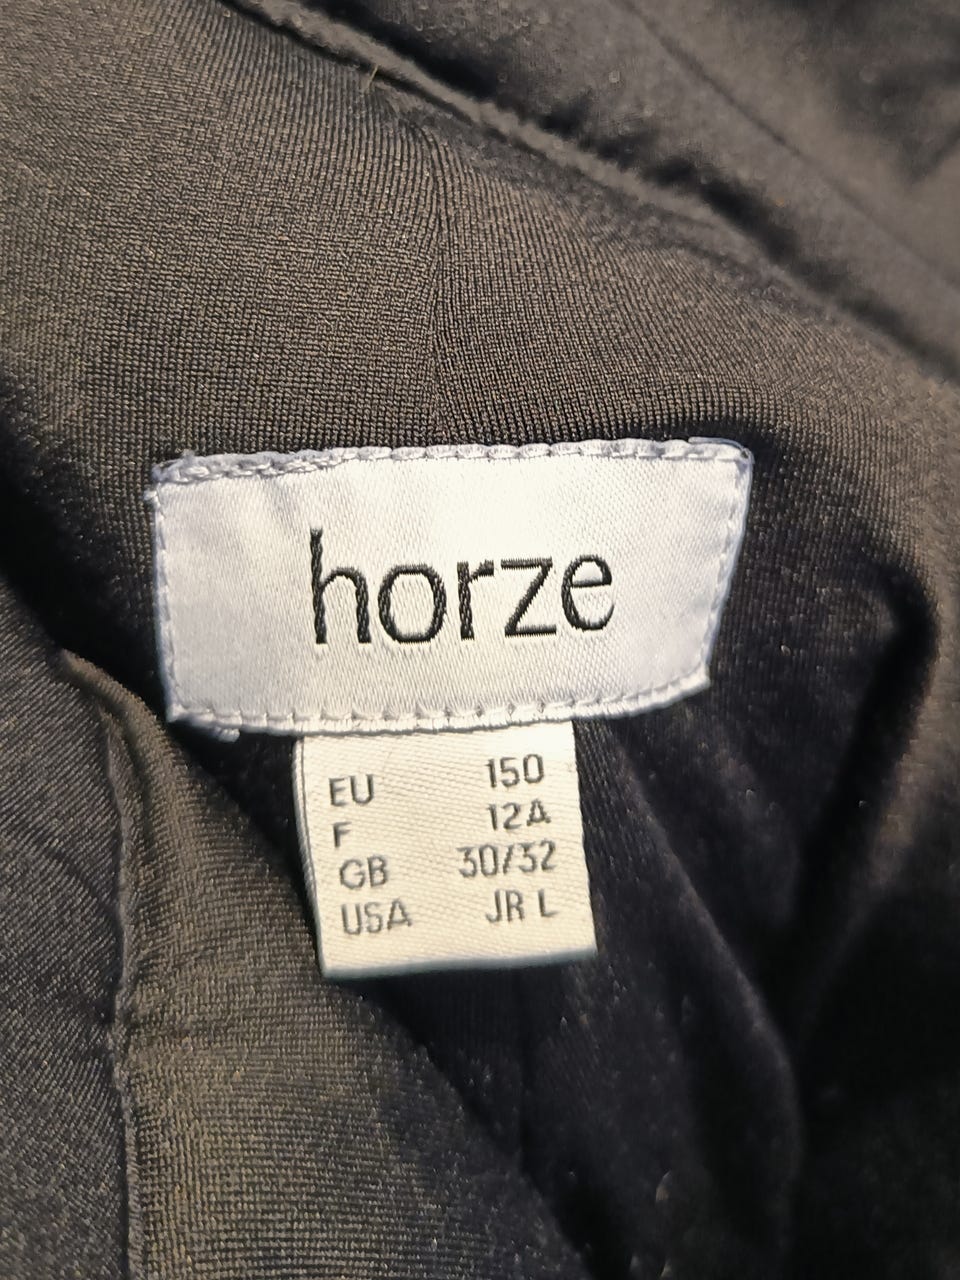 horze
EU 150
F 12A
GB 30/32
USA JR L